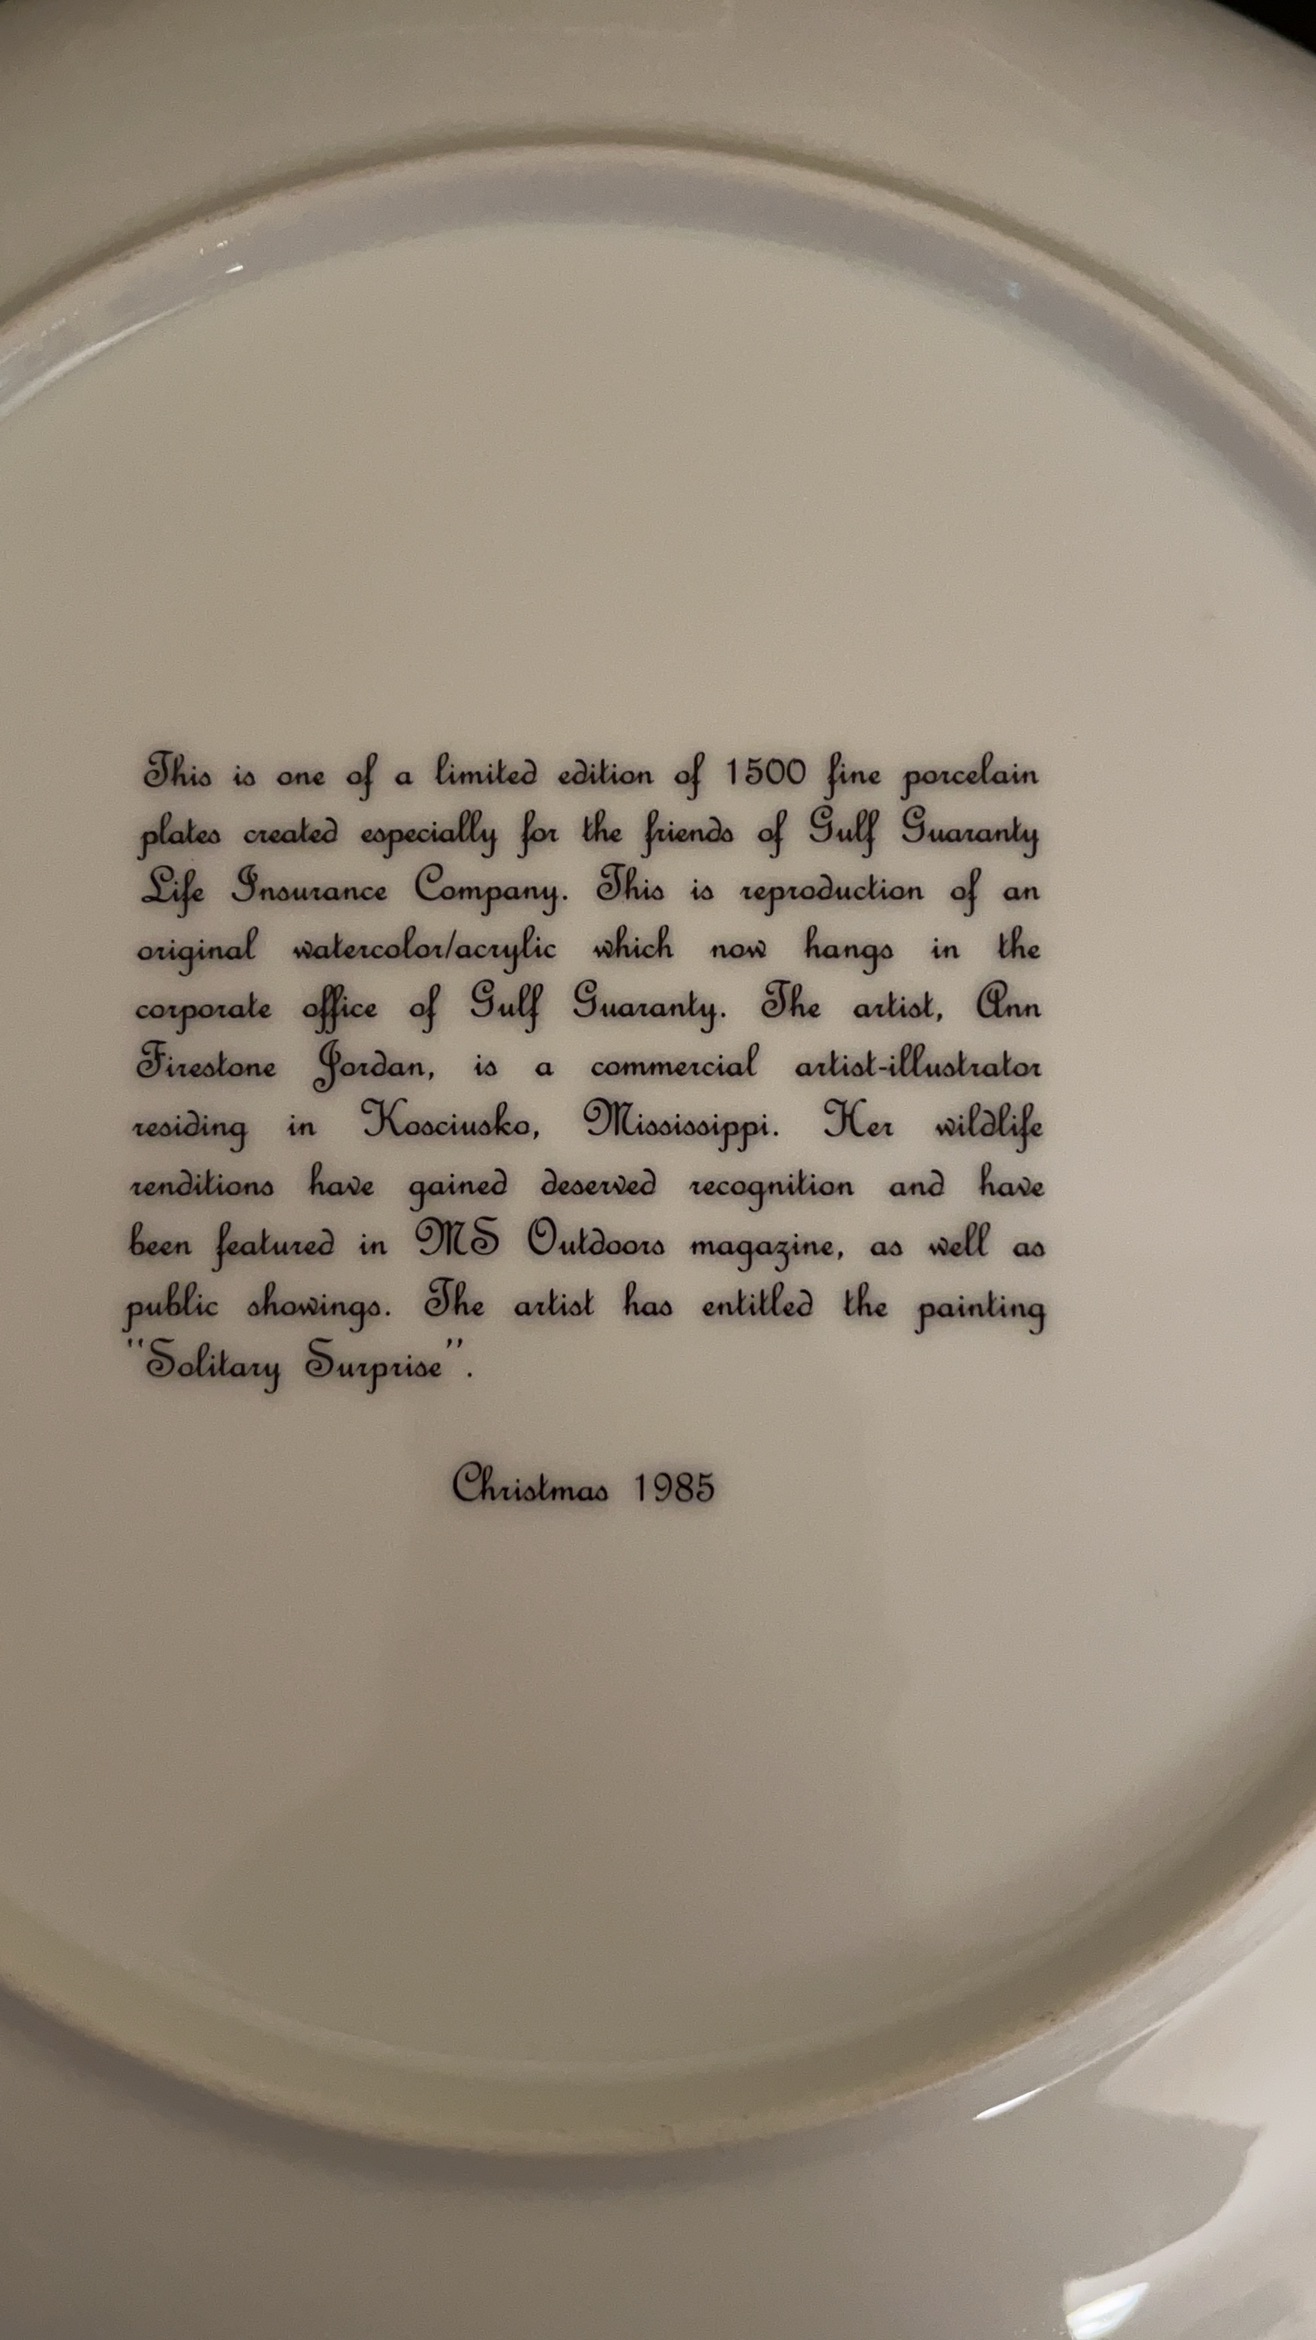 This is one of a limited edition of 1500 fine porcelain
plates created especially for the friends of Gulf Guaranty
Life Insurance Company. This is reproduction of an
original watercolor/acrylic which now hangs in the
corporate office of Gulf Guaranty. The artist, Ann
Firestone Jordan, is a commercial artist-illustrator
residing in Kosciusko, Mississippi. Her wildlife
renditions have gained deserved recognition and have
been featured in MS Outdoors magazine, as well as
public showings. The artist has entitled the painting
"Solitary Surprise".
Christmas 1985